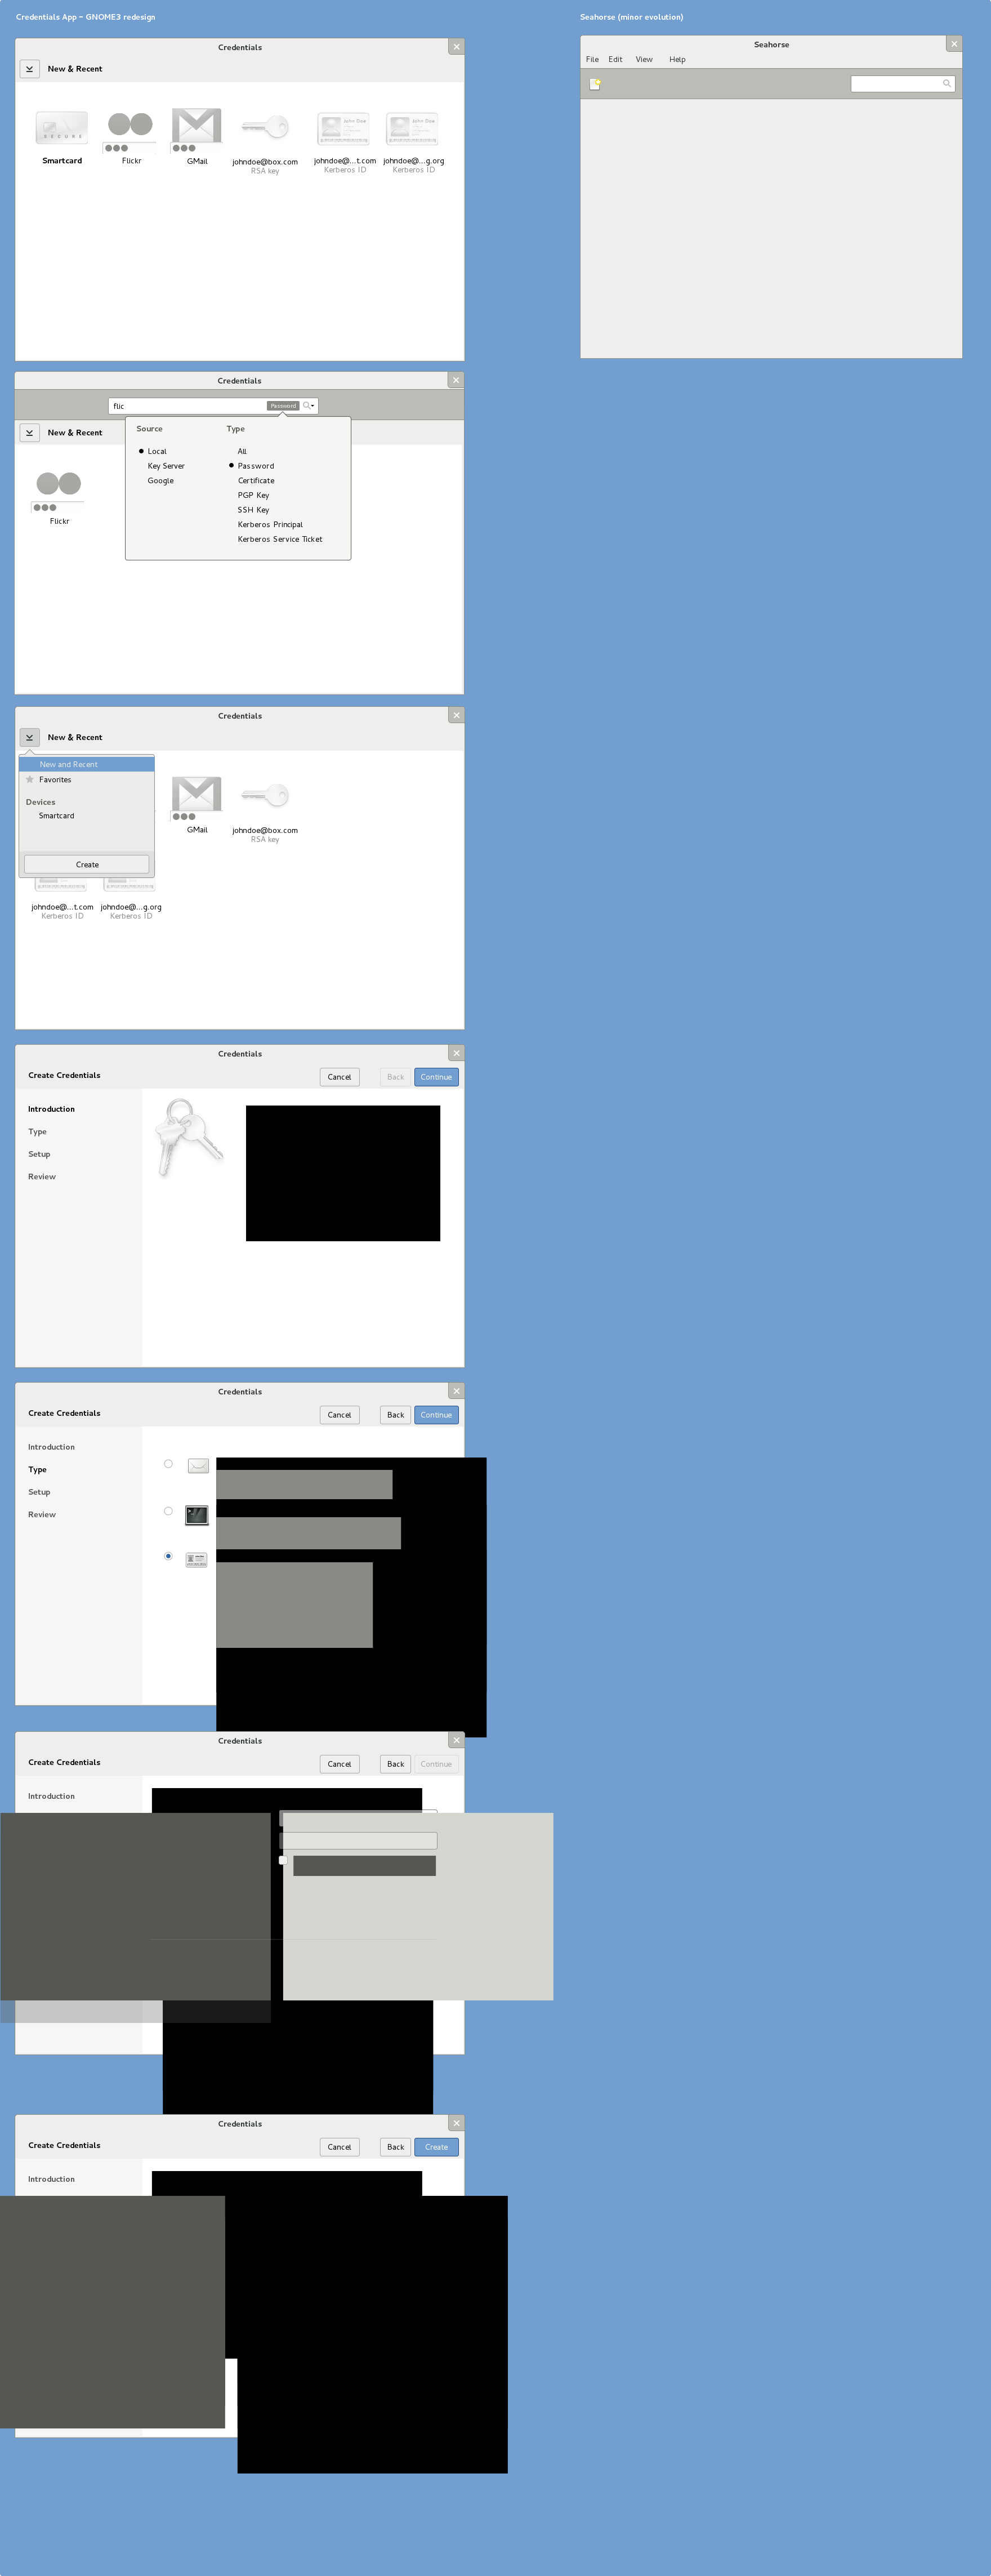 Credentials App – GNOME3 redesign
Credentials
New & Recent
SECURE
John Doe
John Doe
Smartcard
Flickr
GMail
johndoe@box.com
RSA key
johndoe@...t.com
Kerberos ID
johndoe@...g.org
Kerberos ID
Credentials
flic
Password
New & Recent
Source
Type
Local
All
Key Server
Password
Google
Certificate
PGP Key
SSH Key
Kerberos Principal
Kerberos Service Ticket
Flickr
Credentials
New & Recent
New and Recent
Favorites
Devices
Smartcard
Create
GMail
johndoe@box.com
RSA key
johndoe@...t.com
Kerberos ID
johndoe@...g.org
Kerberos ID
Credentials
Create Credentials
Cancel
Back
Continue
Introduction
Type
Setup
Review
Credentials
Create Credentials
Cancel
Back
Continue
Introduction
Type
Setup
Review
Credentials
Create Credentials
Cancel
Back
Continue
Introduction
Credentials
Create Credentials
Cancel
Back
Create
Introduction
Seahorse (minor evolution)
Seahorse
File Edit View Help